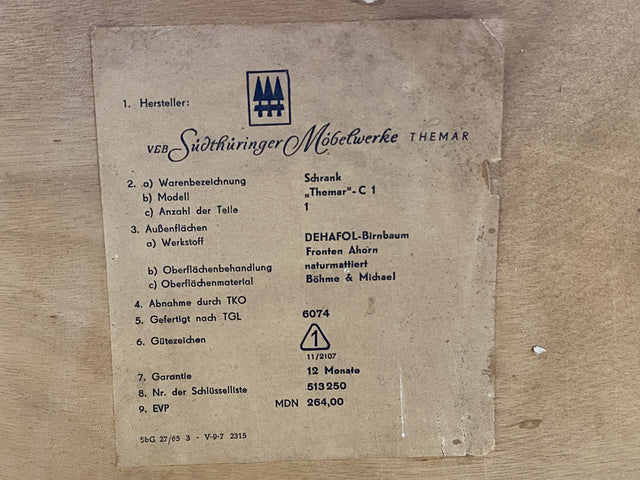 1. Hersteller:
VEB Südthüringer Möbelwerke THEMAR
2. a) Warenbezeichnung Schrank
b) Modell „Themar"-C 1
c) Anzahl der Teile 1
3. Außenflächen
a) Werkstoff DEHAFOL-Birnbaum
Fronten Ahorn
b) Oberflächenbehandlung naturmattiert
c) Oberflächenmaterial Böhme & Michael
4. Abnahme durch TKO
5. Gefertigt nach TGL 6074
6. Gütezeichen 1
11/2107
7. Garantie 12 Monate
8. Nr. der Schlüsselliste 513250
9. EVP MDN 264,00
SbG 27/65 3 - V-9-7 2315